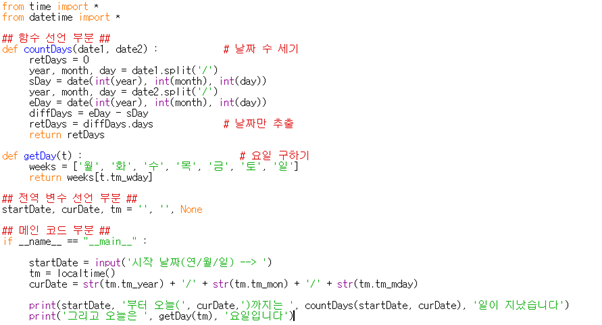 from time import *
from datetime import *

## 함수 선언 부분 ##
def countDays(date1, date2) :           # 날짜 수 세기
    retDays = 0
    year, month, day = date1.split('/')
    sDay = date(int(year), int(month), int(day))
    year, month, day = date2.split('/')
    eDay = date(int(year), int(month), int(day))
    diffDays = eDay - sDay
    retDays = diffDays.days             # 날짜만 추출
    return retDays

def getDay(t) :                            # 요일 구하기
    weeks = ['월', '화', '수', '목', '금', '토', '일']
    return weeks[t.tm_wday]

## 전역 변수 선언 부분 ##
startDate, curDate, tm = '', '', None

## 메인 코드 부분 ##
if __name__ == "__main__" :

    startDate = input('시작 날짜(연/월/일) --> ')
    tm = localtime()
    curDate = str(tm.tm_year) + '/' + str(tm.tm_mon) + '/' + str(tm.tm_mday)

    print(startDate, '부터 오늘(', curDate,')까지는 ', countDays(startDate, curDate), '일이 지났습니다')
    print('그리고 오늘은 ', getDay(tm), '요일입니다')